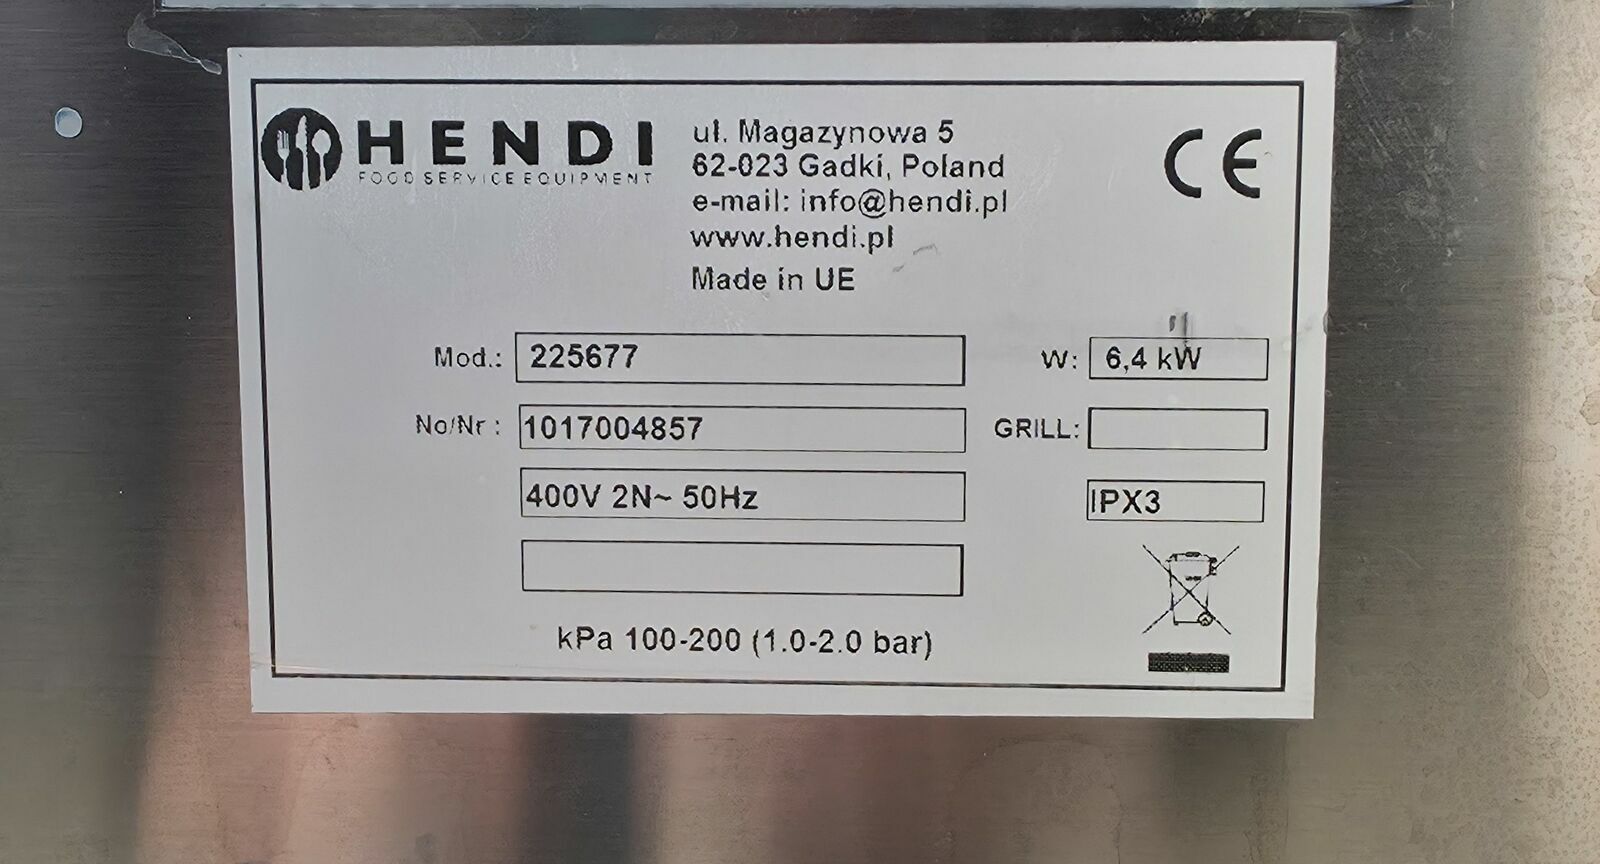 HENDI
FOOD SERVICE EQUIPMENT
ul. Magazynowa 5
62-023 Gadki, Poland
e-mail: info@hendi.pl
www.hendi.pl
Made in UE
CE
Mod.: 225677
W: 6,4 kW
No/Nr : 1017004857
GRILL:
400V 2N~ 50Hz
IPX3
kPa 100-200 (1.0-2.0 bar)